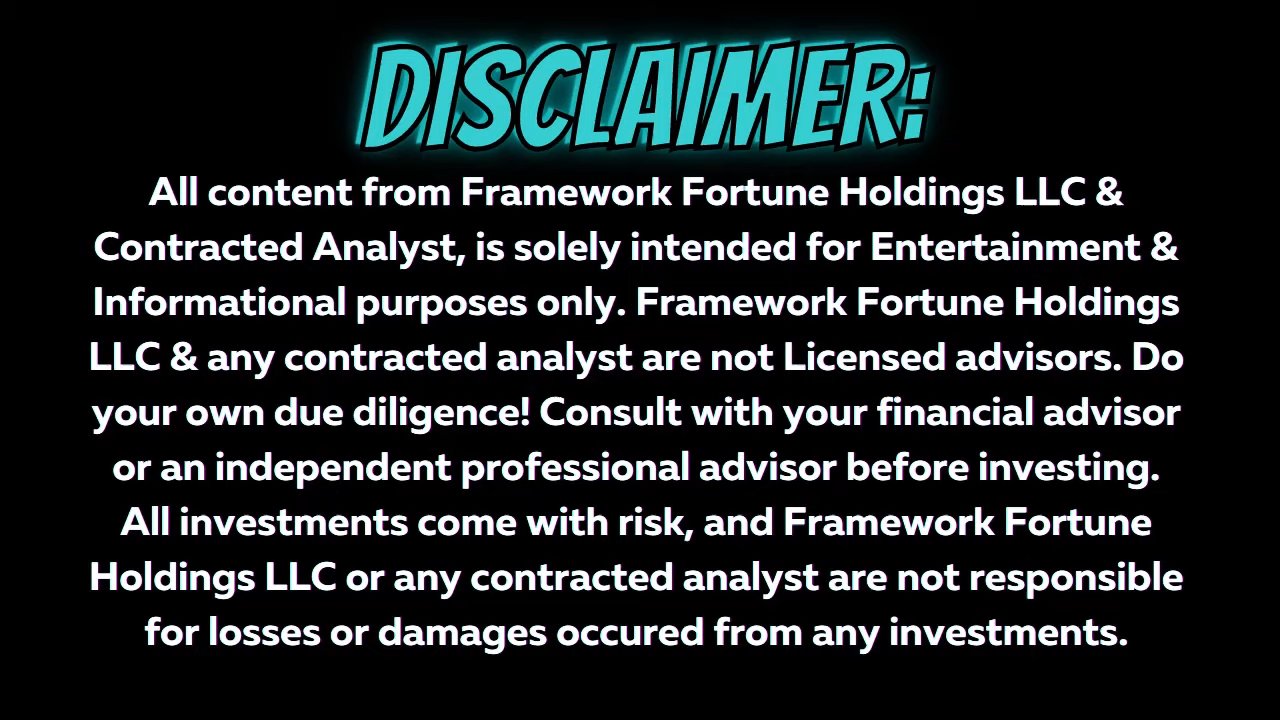 DISCLAIMER:
All content from Framework Fortune Holdings LLC &
Contracted Analyst, is solely intended for Entertainment &
Informational purposes only. Framework Fortune Holdings
LLC & any contracted analyst are not Licensed advisors. Do
your own due diligence! Consult with your financial advisor
or an independent professional advisor before investing.
All investments come with risk, and Framework Fortune
Holdings LLC or any contracted analyst are not responsible
for losses or damages occured from any investments.